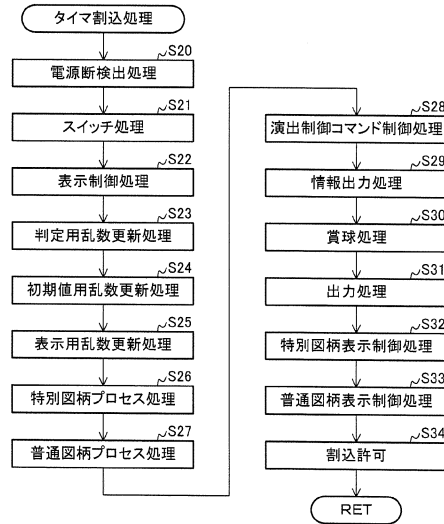 タイマ割込処理
S20
電源断検出処理
S21
スイッチ処理
S22
表示制御処理
S23
判定用乱数更新処理
S24
初期値用乱数更新処理
S25
表示用乱数更新処理
S26
特別図柄プロセス処理
S27
普通図柄プロセス処理
S28
演出制御コマンド制御処理
S29
情報出力処理
S30
賞球処理
S31
出力処理
S32
特別図柄表示制御処理
S33
普通図柄表示制御処理
S34
割込許可
RET